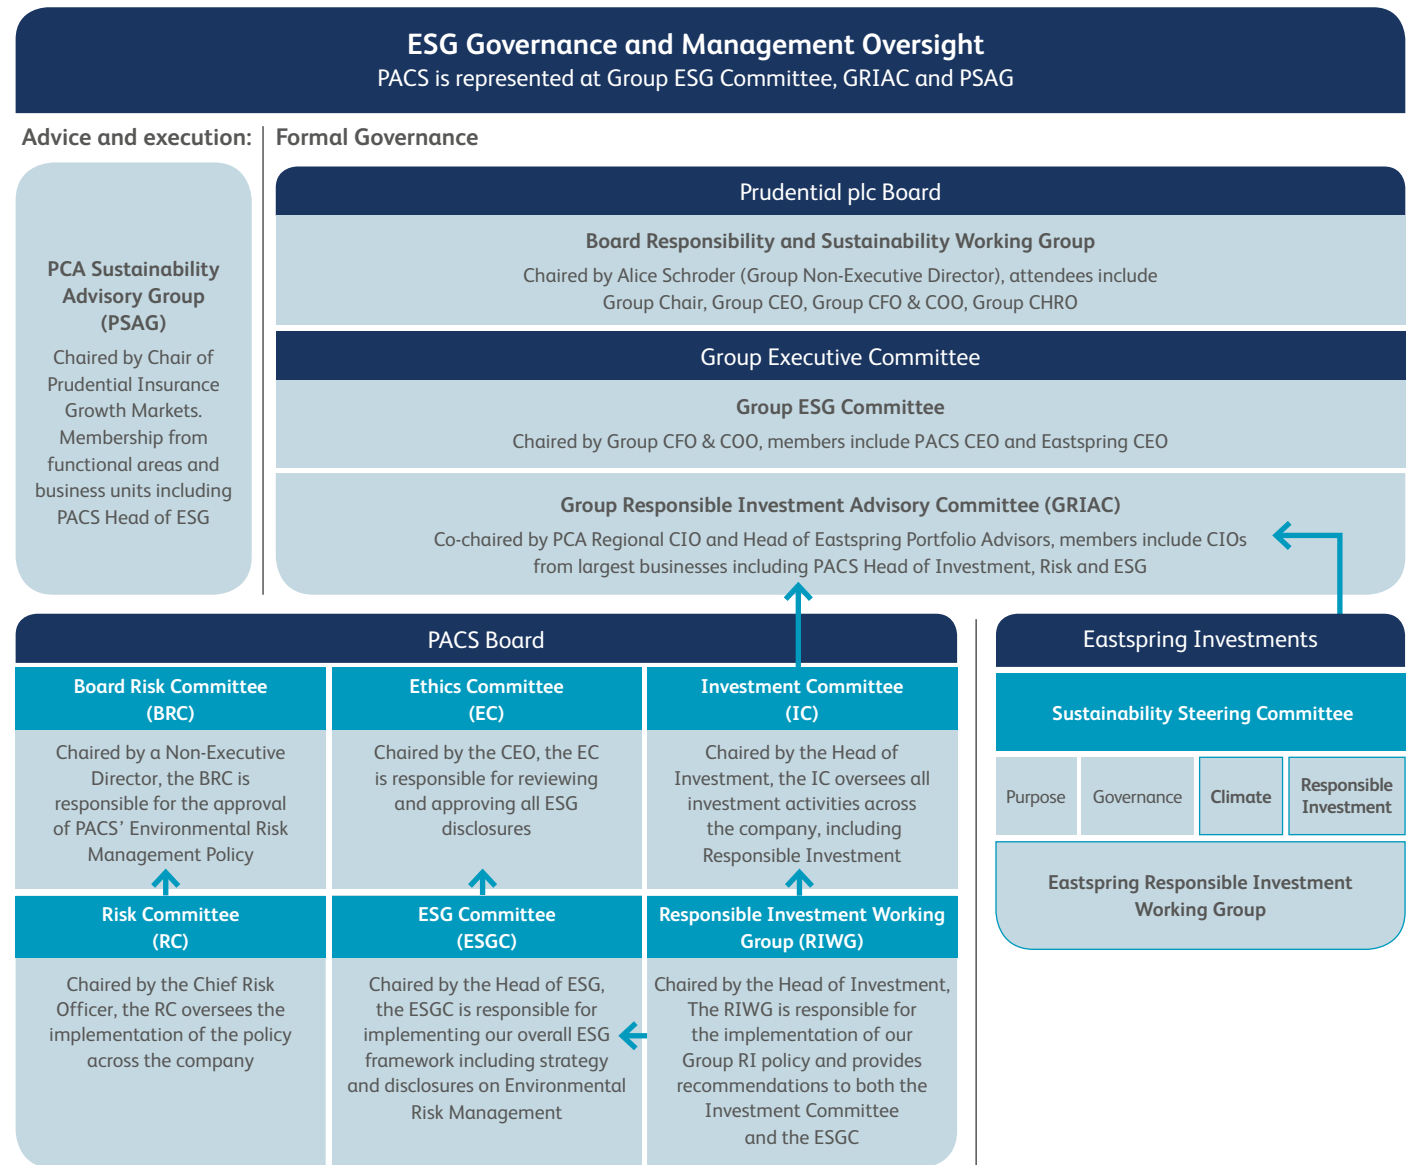 ESG Governance and Management Oversight
PACS is represented at Group ESG Committee, GRIAC and PSAG
Advice and execution:
PCA Sustainability
Advisory Group
(PSAG)
Chaired by Chair of
Prudential Insurance
Growth Markets.
Membership from
functional areas and
business units including
PACS Head of ESG
Formal Governance
Prudential plc Board
Board Responsibility and Sustainability Working Group
Chaired by Alice Schroder (Group Non-Executive Director), attendees include
Group Chair, Group CEO, Group CFO & COO, Group CHRO
Group Executive Committee
Group ESG Committee
Chaired by Group CFO & COO, members include PACS CEO and Eastspring CEO
Group Responsible Investment Advisory Committee (GRIAC)
Co-chaired by PCA Regional CIO and Head of Eastspring Portfolio Advisors, members include CIOs
from largest businesses including PACS Head of Investment, Risk and ESG
PACS Board
Board Risk Committee
(BRC)
Chaired by a Non-Executive
Director, the BRC is
responsible for the approval
of PACS’ Environmental Risk
Management Policy
Ethics Committee
(EC)
Chaired by the CEO, the EC
is responsible for reviewing
and approving all ESG
disclosures
Investment Committee
(IC)
Chaired by the Head of
Investment, the IC oversees all
investment activities across
the company, including
Responsible Investment
Risk Committee
(RC)
Chaired by the Chief Risk
Officer, the RC oversees the
implementation of the policy
across the company
ESG Committee
(ESGC)
Chaired by the Head of ESG,
the ESGC is responsible for
implementing our overall ESG
framework including strategy
and disclosures on Environmental
Risk Management
Responsible Investment Working
Group (RIWG)
Chaired by the Head of Investment,
The RIWG is responsible for
the implementation of our
Group RI policy and provides
recommendations to both the
Investment Committee
and the ESGC
Eastspring Investments
Sustainability Steering Committee
Purpose
Governance
Climate
Responsible
Investment
Eastspring Responsible Investment
Working Group